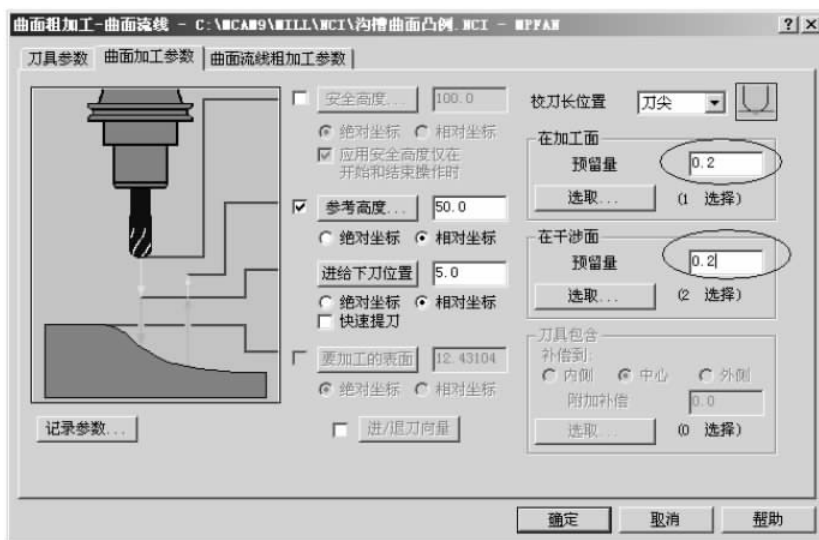 曲面粗加工-曲面流线 - C:\MCAM9\MILL\NCI\沟槽曲面凸例.NCI - MPFAN
刀具参数 曲面加工参数 曲面流线粗加工参数
安全高度... 100.0
绝对坐标 相对坐标
应用安全高度仅在
开始和结束操作时
参考高度... 50.0
绝对坐标 相对坐标
进给下刀位置 5.0
绝对坐标 相对坐标
快速提刀
要加工的表面 12.43104
绝对坐标 相对坐标
记录参数...
进/退刀向量
校刀长位置 刀尖
在加工面
预留量 0.2
选取... (1 选择)
在干涉面
预留量 0.2
选取... (2 选择)
刀具包含
补偿到:
内侧 中心 外侧
附加补偿 0.0
选取... (0 选择)
确定 取消 帮助